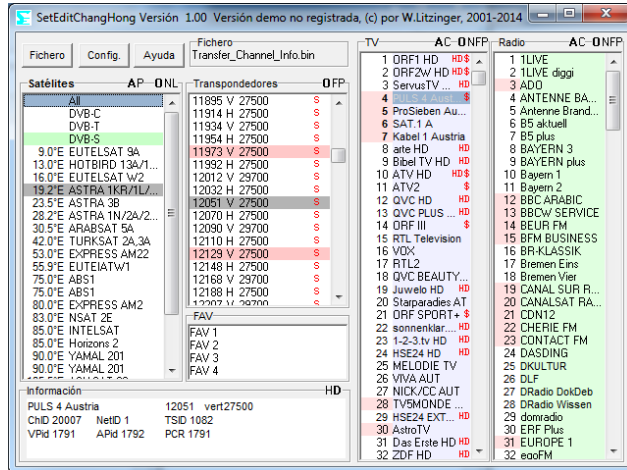 SetEditChangHong Versión 1.00 Versión demo no registrada, (c) por W.Litzinger, 2001-2014
Fichero
Config.
Ayuda
Fichero
Transfer_Channel_Info.bin
Satélites AP ONL
All
DVB-C
DVB-T
DVB-S
9.0°E EUTELSAT 9A
13.0°E HOTBIRD 13A/1...
16.0°E EUTELSAT W2
19.2°E ASTRA 1KR/1L/...
23.5°E ASTRA 3B
28.2°E ASTRA 1N/2A/2...
30.5°E ARABSAT 5A
42.0°E TURKSAT 2A,3A
53.0°E EXPRESS AM22
55.9°E EUTElATW1
75.0°E ABS1
75.0°E ABS1
80.0°E EXPRESS AM2
83.0°E NSAT 2E
85.0°E INTELSAT
85.0°E Horizons 2
90.0°E YAMAL 201
90.0°E YAMAL 201
Transpondedores OFP
11895 V 27500 S
11914 H 27500 S
11934 V 27500 S
11954 H 27500 S
11973 V 27500 S
11992 H 27500 S
12012 V 29700 S
12032 H 27500 S
12051 V 27500 S
12070 H 27500 S
12090 V 29700 S
12110 H 27500 S
12129 V 27500 S
12148 H 27500 S
12168 V 29700 S
12188 H 27500 S
12207 V 29700 S
FAV
FAV 1
FAV 2
FAV 3
FAV 4
Información HD
PULS 4 Austria 12051 vert27500
ChID 20007 NetID 1 TSID 1082
VPid 1791 APid 1792 PCR 1791
TV AC-ONFP
1 ORF1 HD HD$
2 ORF2W HD HD$
3 ServusTV ... HD
4 PULS 4 Aust... $
5 ProSieben Au...
6 SAT.1 A
7 Kabel 1 Austria
8 arte HD HD
9 Bibel TV HD HD
10 ATV HD HD$
11 ATV2 $
12 QVC HD HD
13 QVC PLUS ... HD
14 ORF III $
15 RTL Television
16 VOX
17 RTL2
18 QVC BEAUTY...
19 Juwelo HD HD
20 Starparadies AT
21 ORF SPORT+ $
22 sonnenklar.... HD
23 1-2-3.tv HD HD
24 HSE24 HD HD
25 MELODIE TV
26 VIVA AUT
27 NICK/CC AUT
28 TV5MONDE ...
29 HSE24 EXT... HD
30 AstroTV
31 Das Erste HD HD
32 ZDF HD HD
Radio AC-ONFP
1 1LIVE
2 1LIVE diggi
3 ADO
4 ANTENNE BA...
5 Antenne Brand...
6 B5 aktuell
7 B5 plus
8 BAYERN 3
9 BAYERN plus
10 Bayern 1
11 Bayern 2
12 BBC ARABIC
13 BBCW SERVICE
14 BEUR FM
15 BFM BUSINESS
16 BR-KLASSIK
17 Bremen Eins
18 Bremen Vier
19 CANAL SUR R...
20 CANALSAT RA...
21 CDN12
22 CHERIE FM
23 CONTACT FM
24 DASDING
25 DKULTUR
26 DLF
27 DRadio DokDeb
28 DRadio Wissen
29 domradio
30 ERF Plus
31 EUROPE 1
32 egoFM